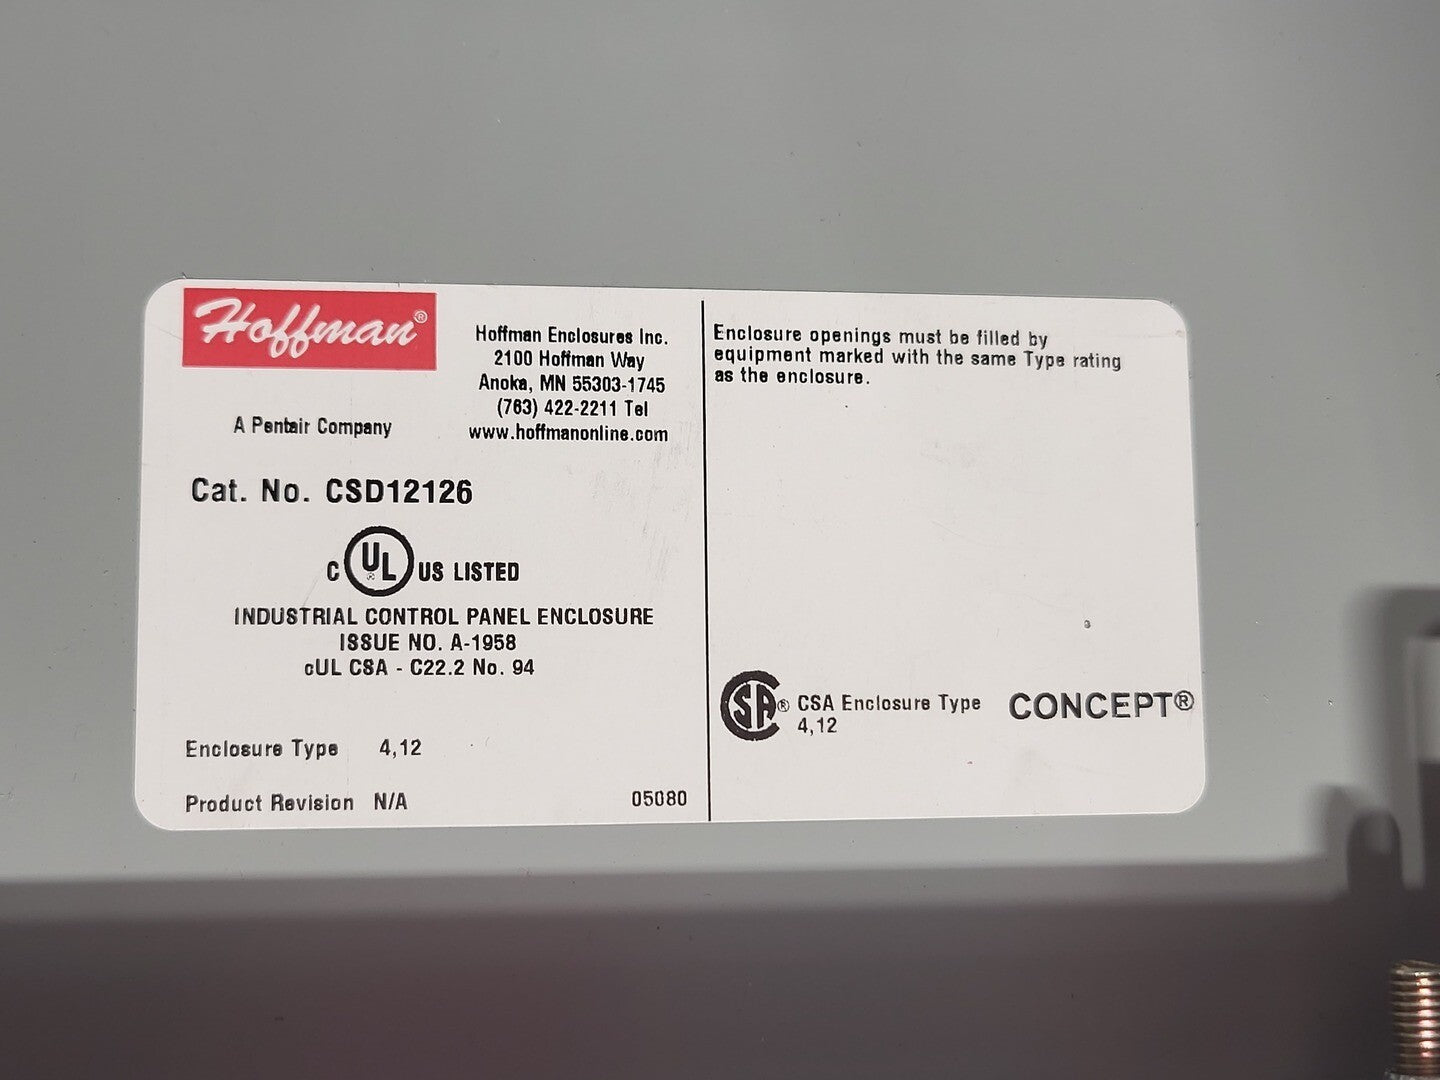 Hoffman®
A Pentair Company
Hoffman Enclosures Inc.
2100 Hoffman Way
Anoka, MN 55303-1745
(763) 422-2211 Tel
www.hoffmanonline.com
Cat. No. CSD12126
C UL® US LISTED
INDUSTRIAL CONTROL PANEL ENCLOSURE
ISSUE NO. A-1958
cUL CSA - C22.2 No. 94
Enclosure Type 4,12
Product Revision N/A 05080
Enclosure openings must be filled by
equipment marked with the same Type rating
as the enclosure.
CSA® CSA Enclosure Type
4,12
CONCEPT®